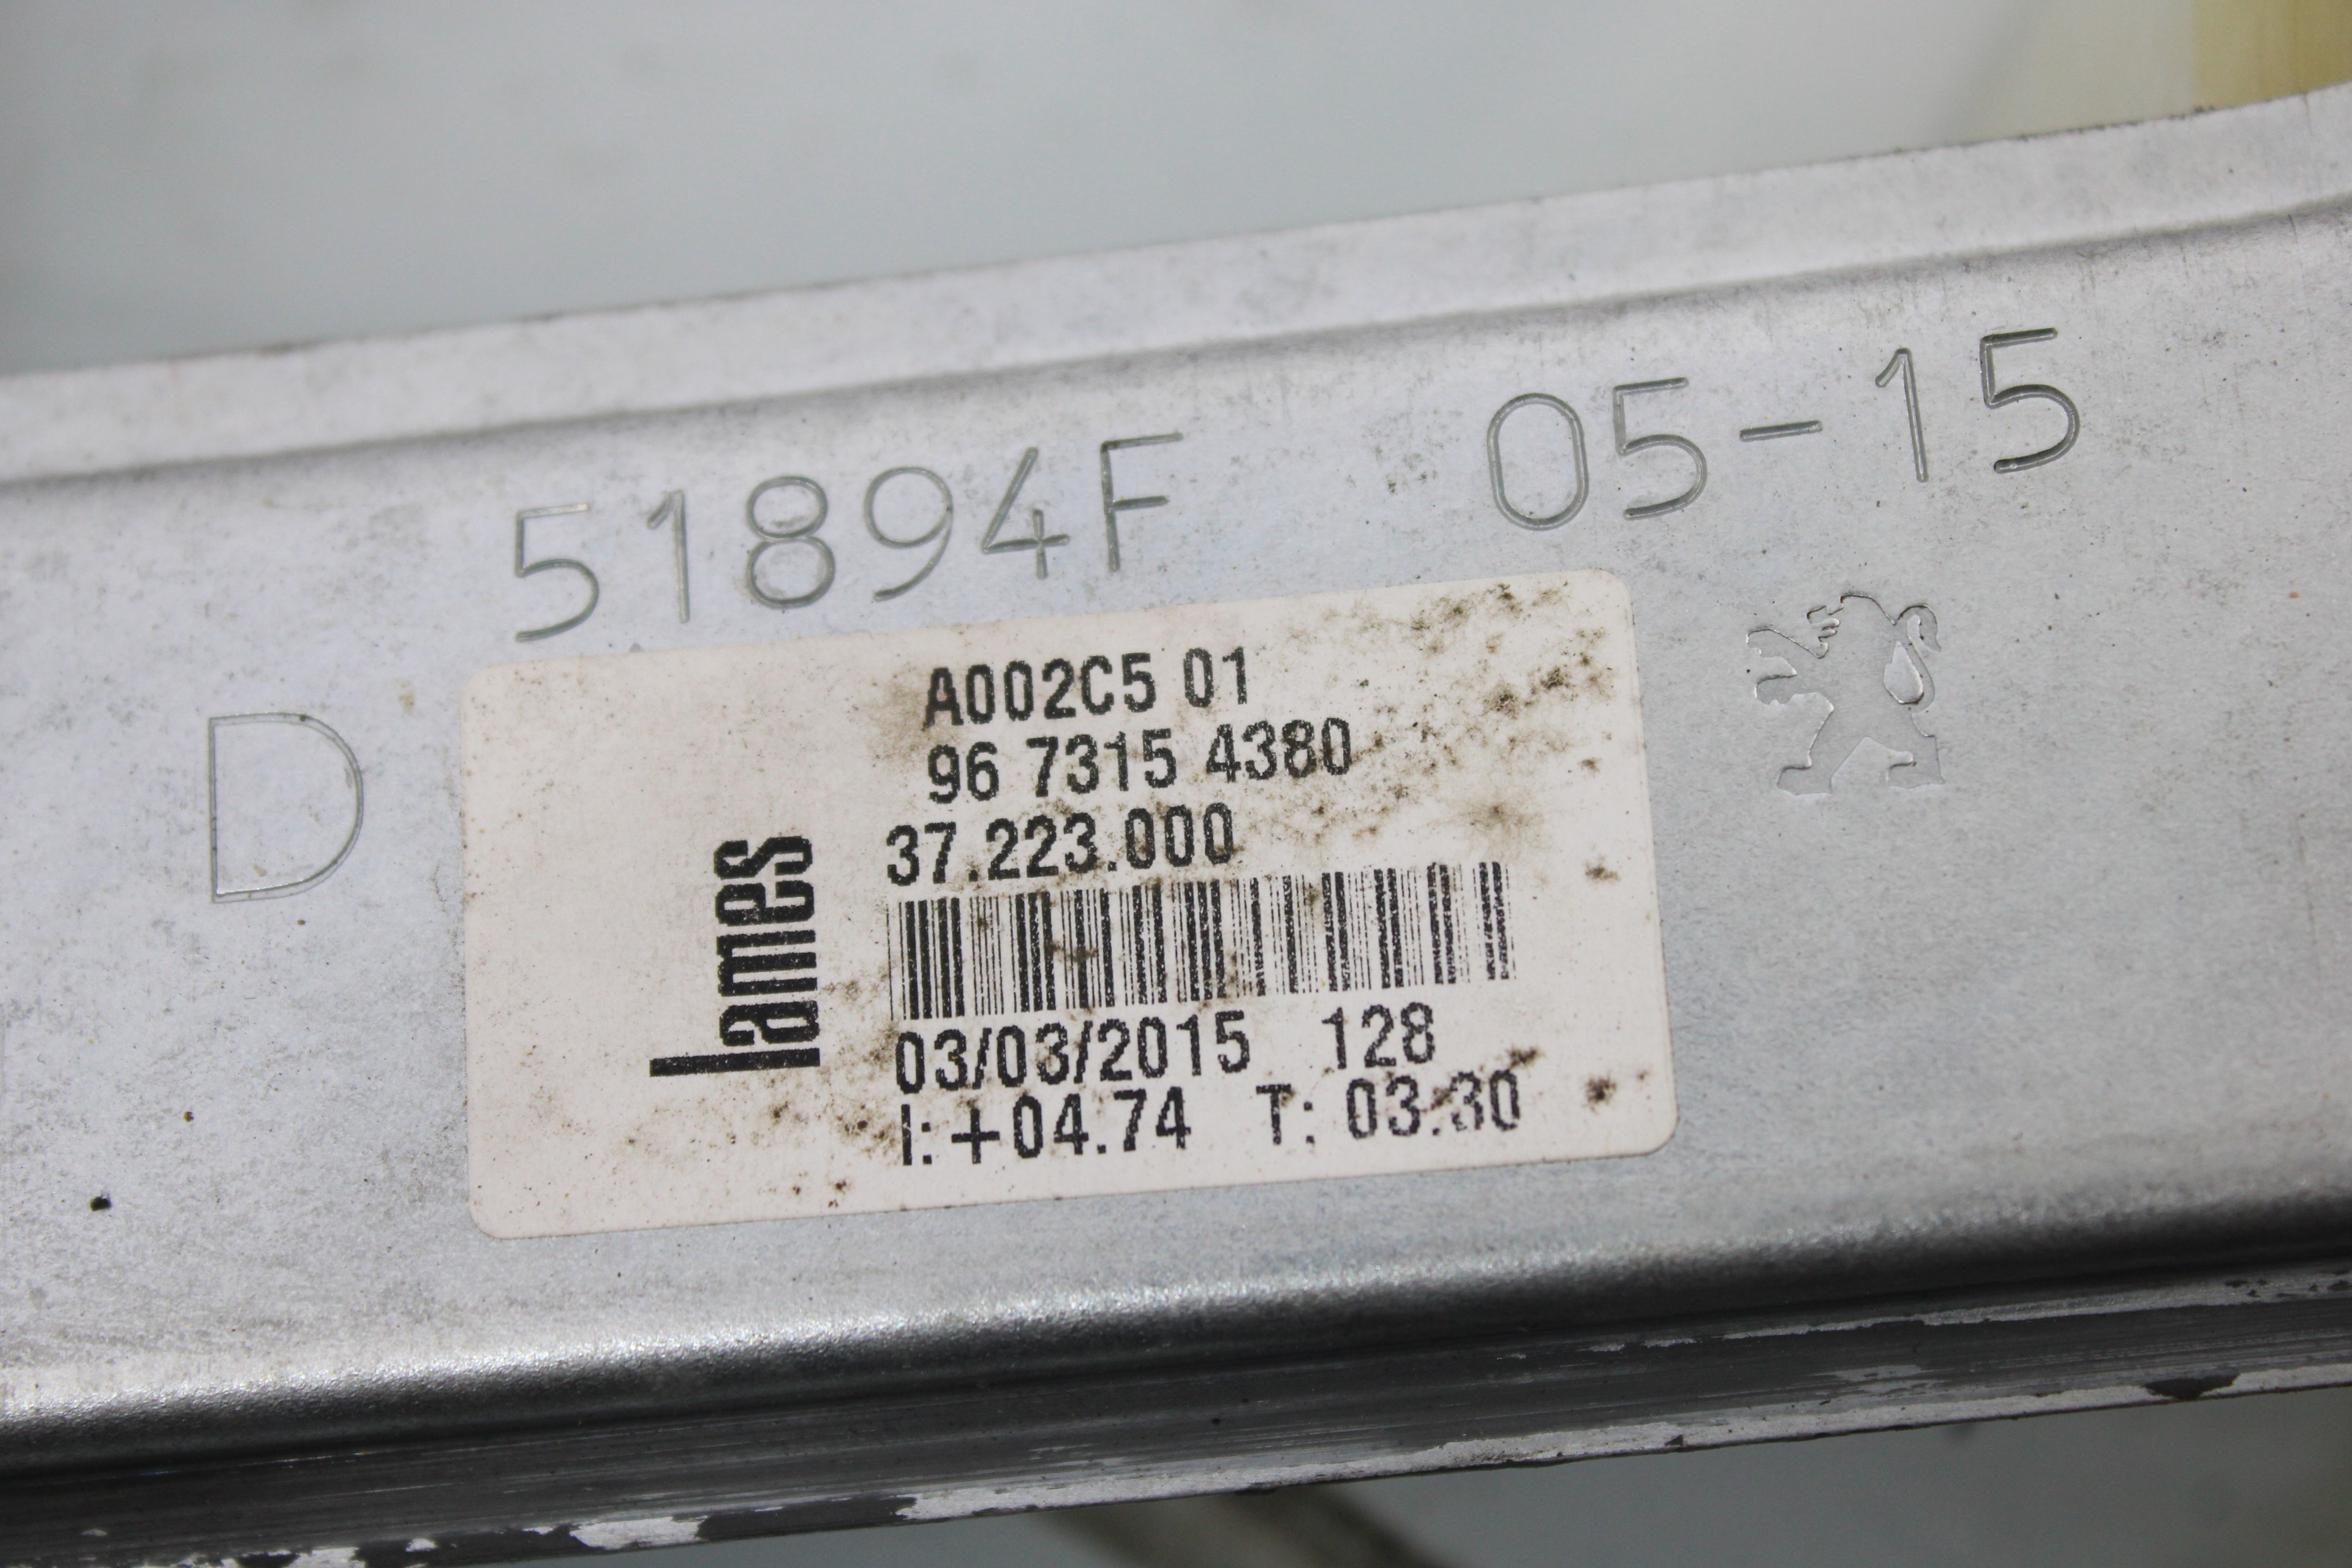 51894F 05-15
D
A002C5 01
96 7315 4380
37.223.000
lames
03/03/2015 128
I:+04.74 T: 03.30